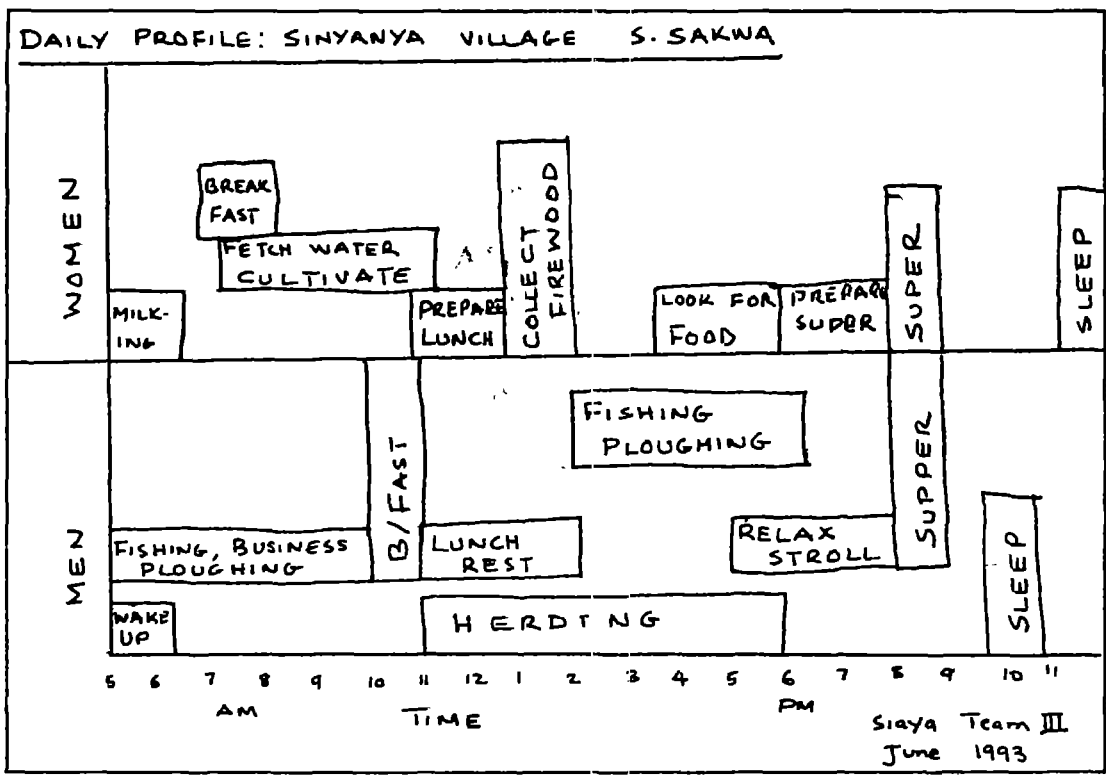 DAILY PROFILE: SINYANYA VILLAGE S. SAKWA
WOMEN
BREAK
FAST
FETCH WATER
CULTIVATE
MILK-
ING
PREPARE
LUNCH
COLLECT
FIREWOOD
LOOK FOR
FOOD
PREPARE
SUPER
SUPER
SLEEP
MEN
FISHING, BUSINESS
PLOUGHING
WAKE
UP
B/FAST
LUNCH
REST
HERDING
FISHING
PLOUGHING
RELAX
STROLL
SUPPER
SLEEP
5 6 7 8 9 10 11 12 1 2 3 4 5 6 7 8 9 10 11
AM TIME PM
Siaya Team III
June 1993